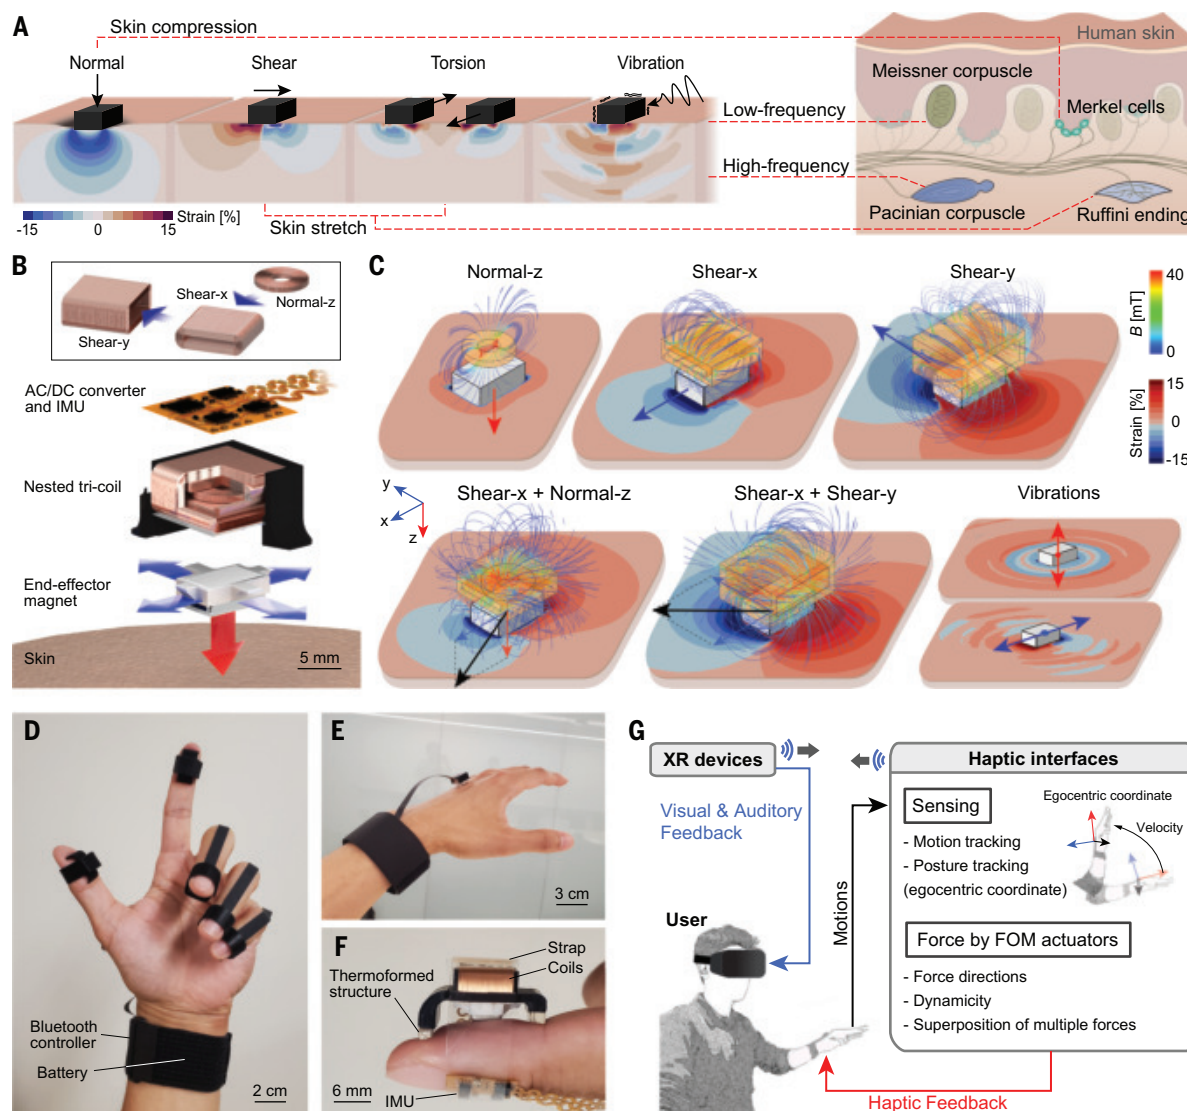 A
Skin compression
Normal
Shear
Torsion
Vibration
Low-frequency
High-frequency
Strain [%]
-15
0
15
Skin stretch
Human skin
Meissner corpuscle
Merkel cells
Pacinian corpuscle
Ruffini ending
B
Shear-x
Normal-z
Shear-y
AC/DC converter
and IMU
Nested tri-coil
End-effector
magnet
Skin
5 mm
C
Normal-z
Shear-x
Shear-y
40
B [mT]
0
15
Strain [%]
0
-15
y
x
z
Shear-x + Normal-z
Shear-x + Shear-y
Vibrations
D
Bluetooth
controller
Battery
2 cm
E
3 cm
F
Strap
Coils
Thermoformed
structure
6 mm
IMU
G
XR devices
Visual & Auditory
Feedback
User
Motions
Haptic interfaces
Sensing
- Motion tracking
- Posture tracking
(egocentric coordinate)
Egocentric coordinate
Velocity
Force by FOM actuators
- Force directions
- Dynamicity
- Superposition of multiple forces
Haptic Feedback